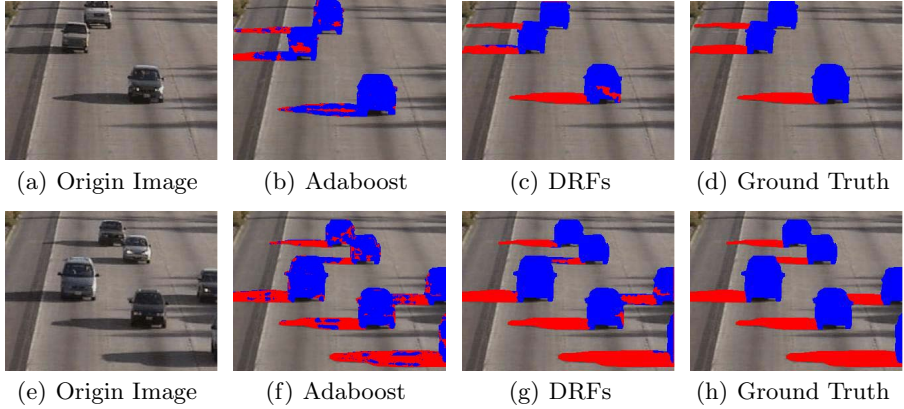 (a) Origin Image
(b) Adaboost
(c) DRFs
(d) Ground Truth
(e) Origin Image
(f) Adaboost
(g) DRFs
(h) Ground Truth